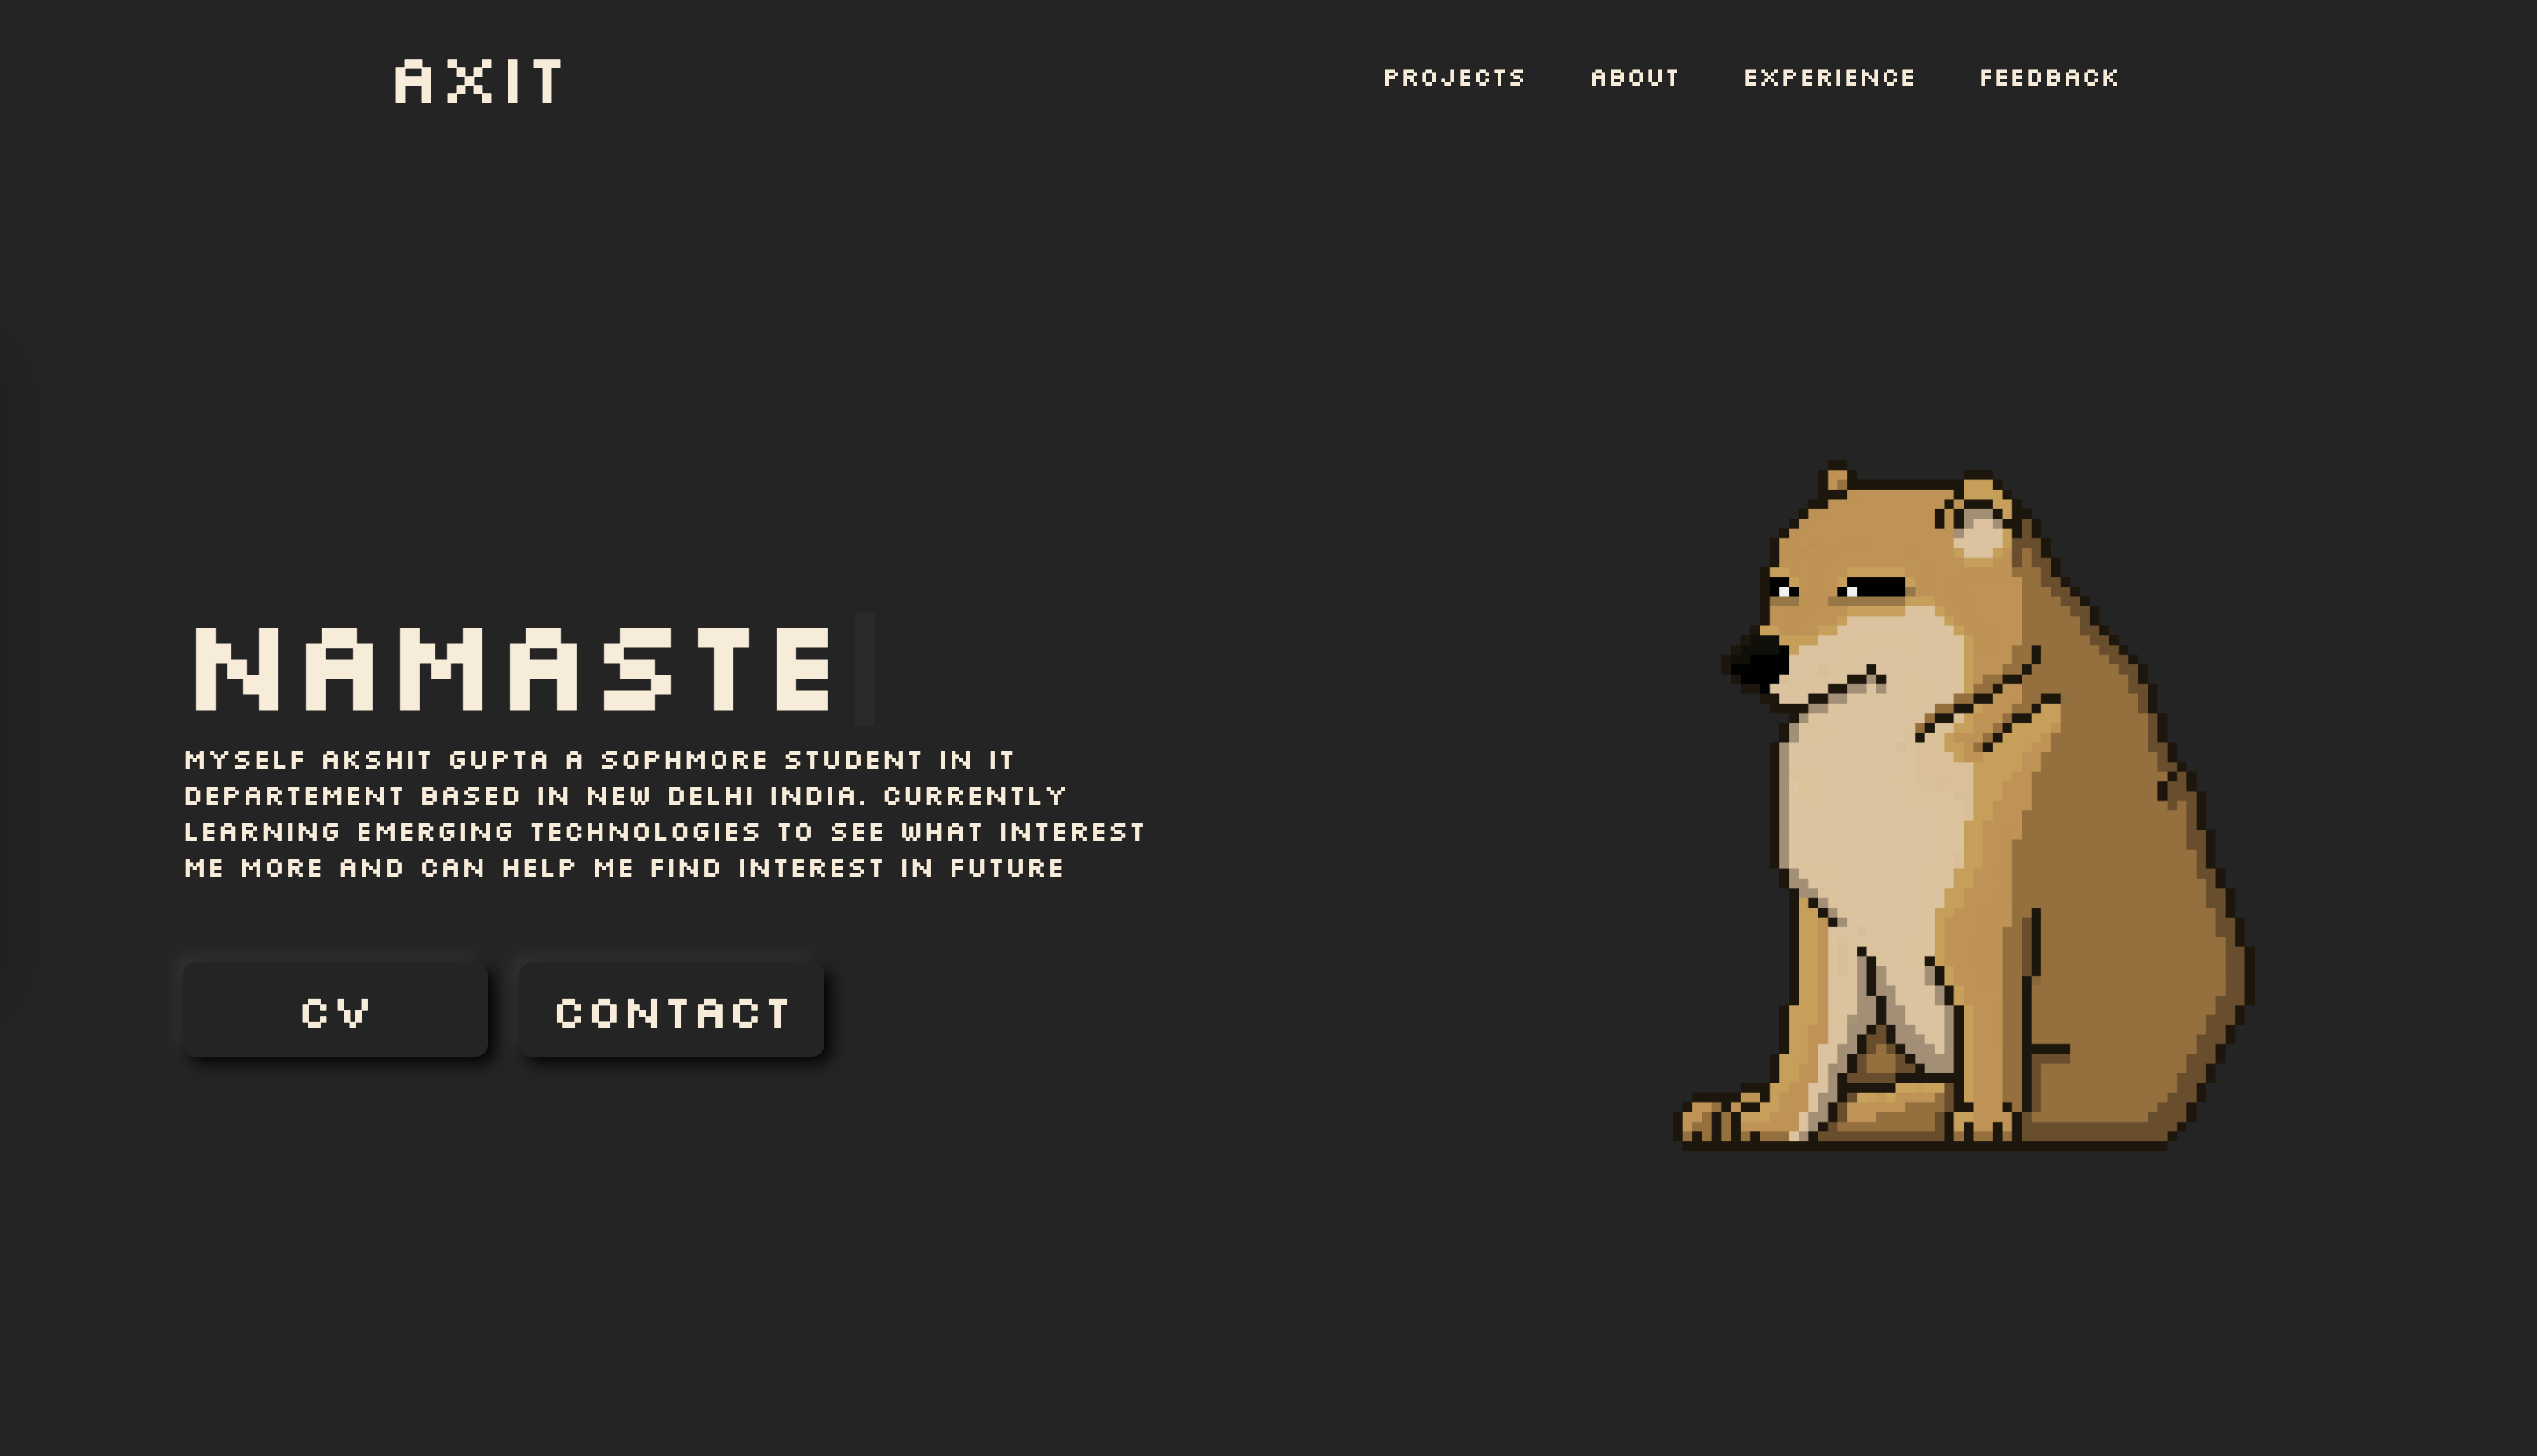 AXIT
PROJECTS ABOUT EXPERIENCE FEEDBACK
NAMASTE
MYSELF AKSHIT GUPTA A SOPHMORE STUDENT IN IT
DEPARTEMENT BASED IN NEW DELHI INDIA. CURRENTLY
LEARNING EMERGING TECHNOLOGIES TO SEE WHAT INTEREST
ME MORE AND CAN HELP ME FIND INTEREST IN FUTURE
CV CONTACT